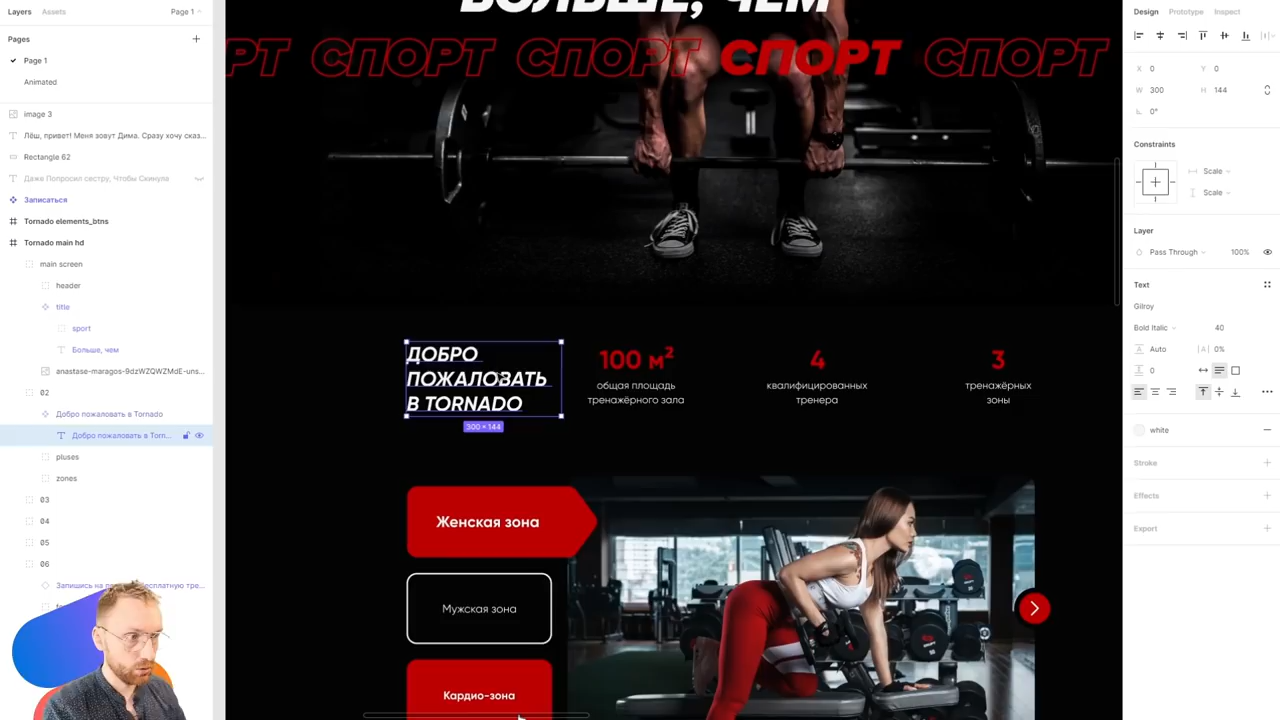 Layers
Assets
Page 1
Pages
Page 1
Animated
image 3
Лёш, привет! Меня зовут Дима. Сразу хочу сказ...
Rectangle 62
Даже Попросил сестру, Чтобы Скинула
Записаться
Tornado elements_btns
Tornado main hd
main screen
header
title
sport
Больше, чем
anastase-maragos-9dzWZQWZMdE-uns...
02
Добро пожаловать в Tornado
Добро пожаловать в Torn...
pluses
zones
03
04
05
06
БОЛЬШЕ, ЧЕМ
РТ СПОРТ СПОРТ СПОРТ СПОРТ
ДОБРО
ПОЖАЛОВАТЬ
В TORNADO
300 × 144
100 м²
общая площадь
тренажёрного зала
4
квалифицированных
тренера
3
тренажёрных
зоны
Женская зона
Мужская зона
Кардио-зона
Design
Prototype
Inspect
X 0
Y 0
W 300
H 144
0°
Constraints
Scale
Scale
Layer
Pass Through
100%
Text
Gilroy
Bold Italic
40
Auto
0%
0
white
Stroke
Effects
Export